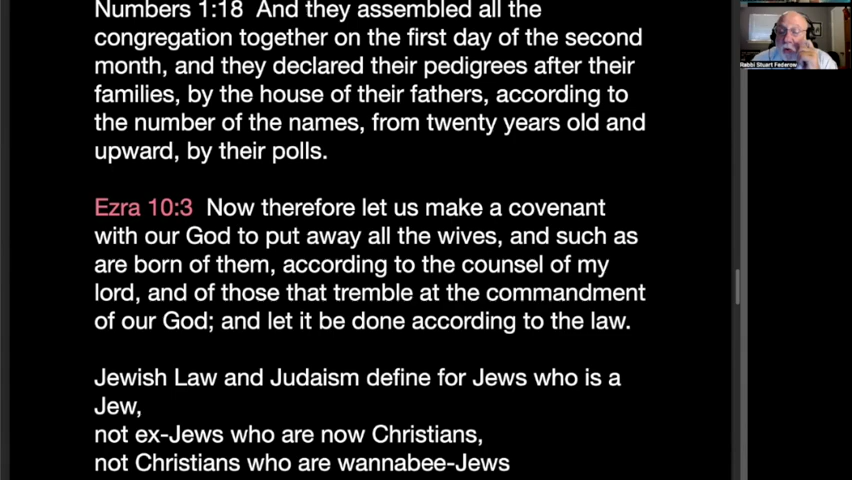 Numbers 1:18 And they assembled all the
congregation together on the first day of the second
month, and they declared their pedigrees after their
families, by the house of their fathers, according to
the number of the names, from twenty years old and
upward, by their polls.
Ezra 10:3 Now therefore let us make a covenant
with our God to put away all the wives, and such as
are born of them, according to the counsel of my
lord, and of those that tremble at the commandment
of our God; and let it be done according to the law.
Jewish Law and Judaism define for Jews who is a
Jew,
not ex-Jews who are now Christians,
not Christians who are wannabee-Jews
Rabbi Stuart Federow